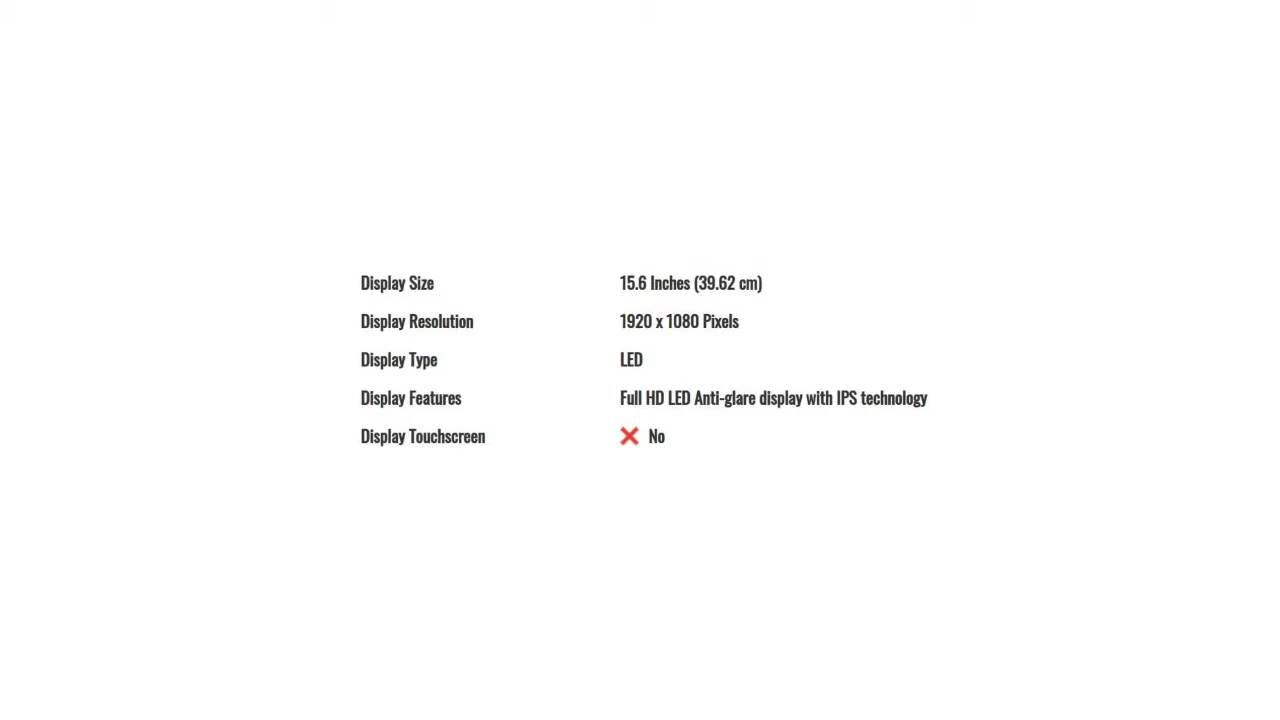 Display Size 15.6 Inches (39.62 cm)
Display Resolution 1920 x 1080 Pixels
Display Type LED
Display Features Full HD LED Anti-glare display with IPS technology
Display Touchscreen ❌ No